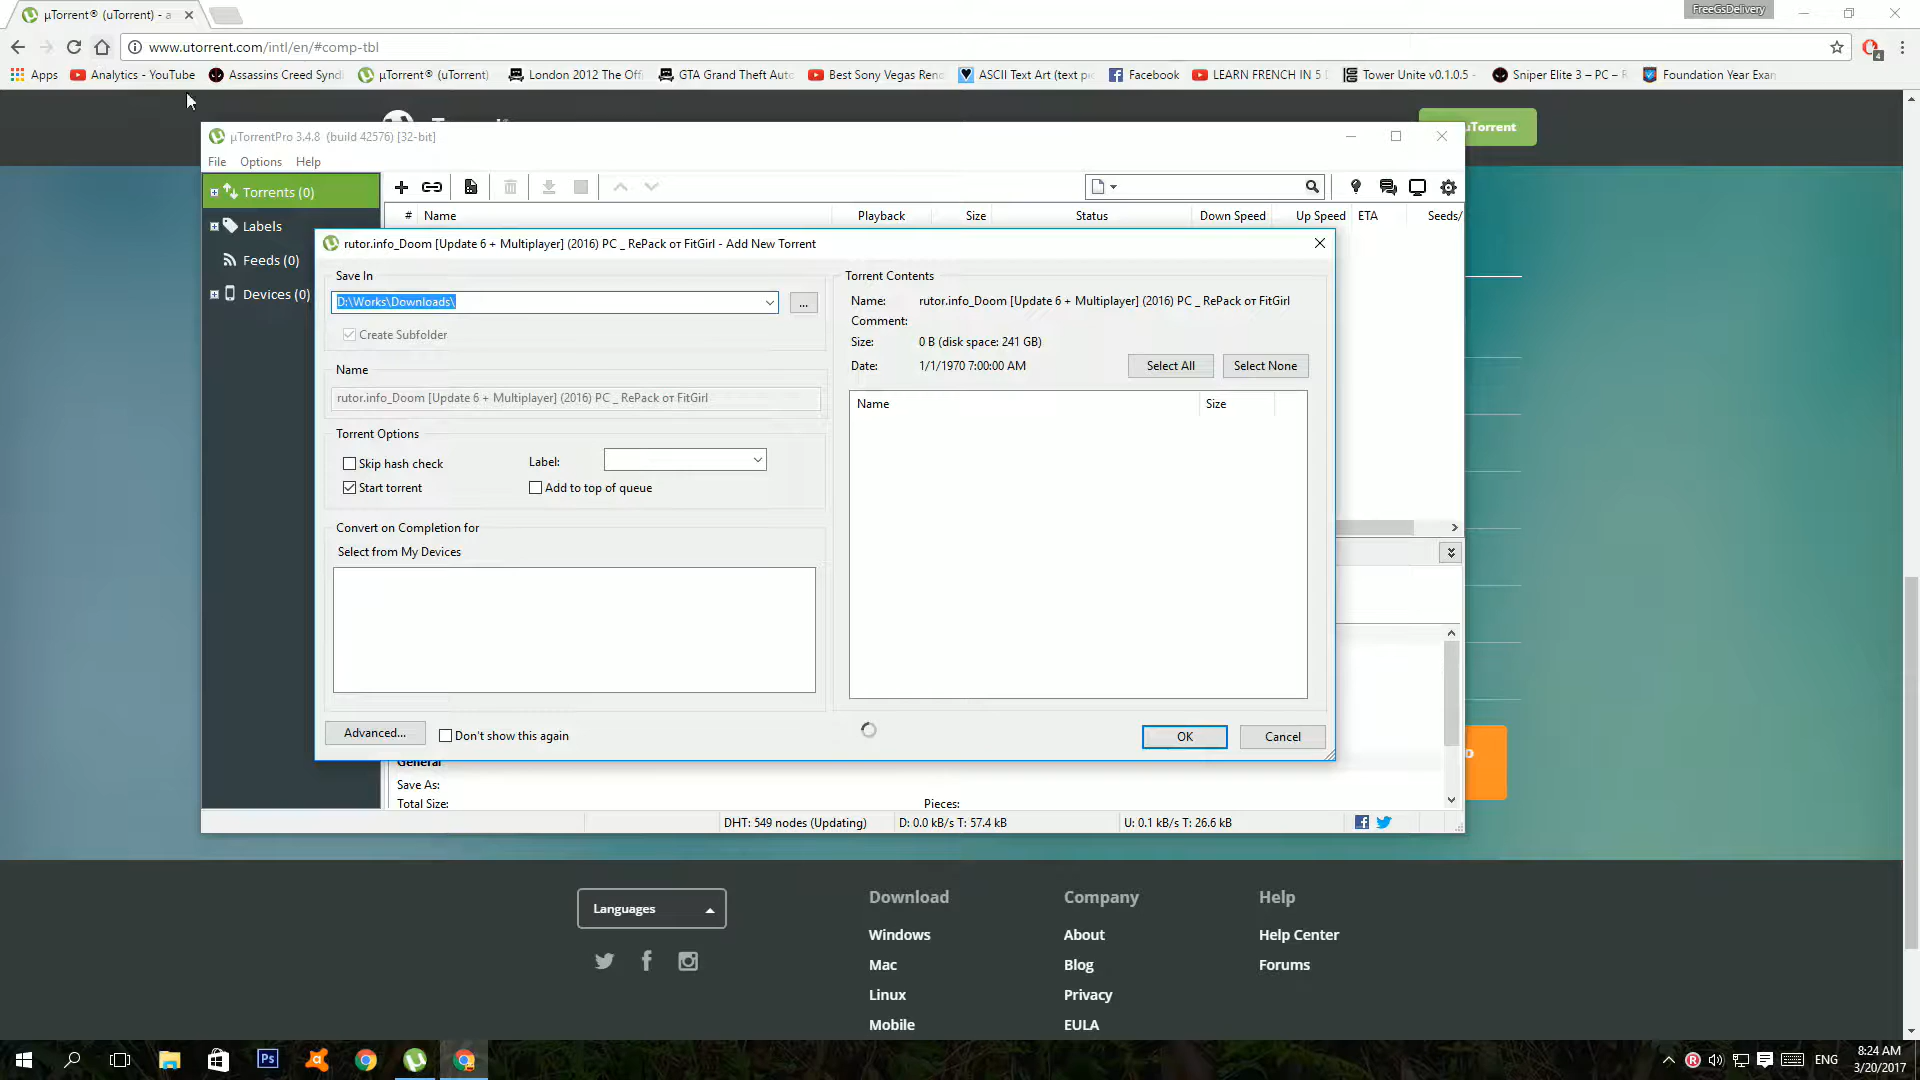 µTorrent® (uTorrent) - a
FreeGsDelivery
www.utorrent.com/intl/en/#comp-tbl
4
Apps
Analytics - YouTube
Assassins Creed Synd
µTorrent® (uTorrent)
London 2012 The Offi
GTA Grand Theft Auto
Best Sony Vegas Rend
ASCII Text Art (text pi
Facebook
LEARN FRENCH IN 5
Tower Unite v0.1.0.5 -
Sniper Elite 3 – PC – R
Foundation Year Exam
uTorrent
µTorrentPro 3.4.8 (build 42576) [32-bit]
File
Options
Help
Torrents (0)
Labels
Feeds (0)
Devices (0)
#
Name
Playback
Size
Status
Down Speed
Up Speed
ETA
Seeds/
rutor.info_Doom [Update 6 + Multiplayer] (2016) PC _ RePack от FitGirl - Add New Torrent
Save In
D:\Works\Downloads\
...
Create Subfolder
Name
rutor.info_Doom [Update 6 + Multiplayer] (2016) PC _ RePack от FitGirl
Torrent Options
Skip hash check
Label:
Start torrent
Add to top of queue
Convert on Completion for
Select from My Devices
Advanced...
Don't show this again
Torrent Contents
Name: rutor.info_Doom [Update 6 + Multiplayer] (2016) PC _ RePack от FitGirl
Comment:
Size: 0 B (disk space: 241 GB)
Date: 1/1/1970 7:00:00 AM
Select All
Select None
Name
Size
OK
Cancel
General
Save As:
Total Size:
Pieces:
DHT: 549 nodes (Updating)
D: 0.0 kB/s T: 57.4 kB
U: 0.1 kB/s T: 26.6 kB
Languages
Download
Windows
Mac
Linux
Mobile
Company
About
Blog
Privacy
EULA
Help
Help Center
Forums
Ps
ENG
8:24 AM
3/20/2017